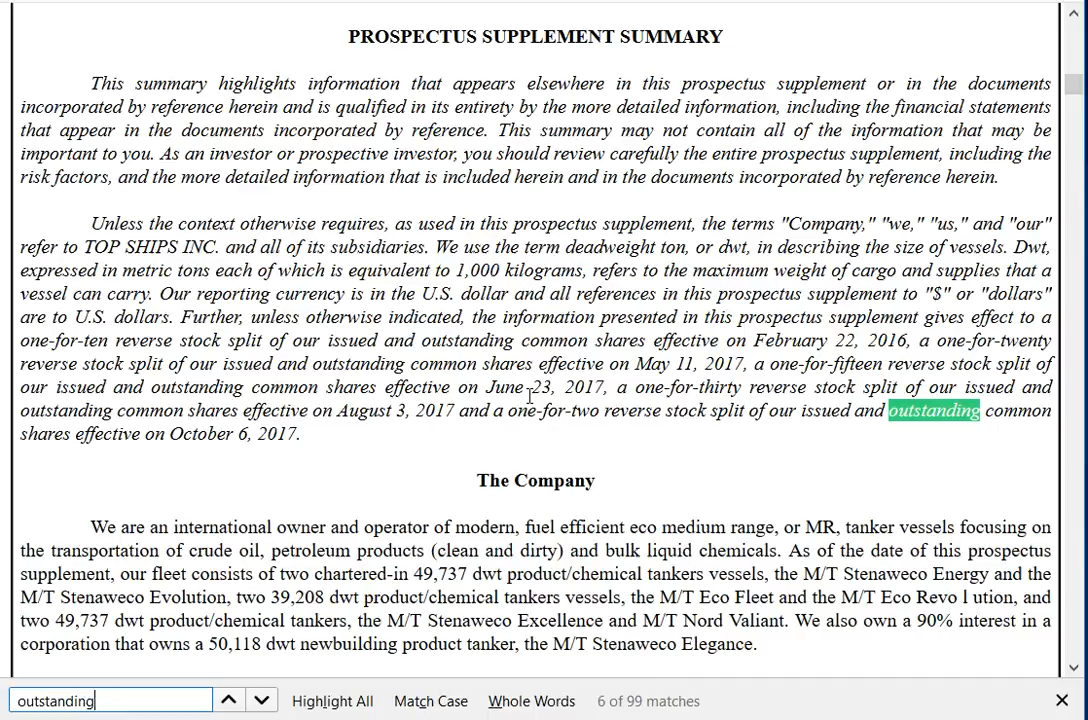 PROSPECTUS SUPPLEMENT SUMMARY
This summary highlights information that appears elsewhere in this prospectus supplement or in the documents
incorporated by reference herein and is qualified in its entirety by the more detailed information, including the financial statements
that appear in the documents incorporated by reference. This summary may not contain all of the information that may be
important to you. As an investor or prospective investor, you should review carefully the entire prospectus supplement, including the
risk factors, and the more detailed information that is included herein and in the documents incorporated by reference herein.
Unless the context otherwise requires, as used in this prospectus supplement, the terms "Company," "we," "us," and "our"
refer to TOP SHIPS INC. and all of its subsidiaries. We use the term deadweight ton, or dwt, in describing the size of vessels. Dwt,
expressed in metric tons each of which is equivalent to 1,000 kilograms, refers to the maximum weight of cargo and supplies that a
vessel can carry. Our reporting currency is in the U.S. dollar and all references in this prospectus supplement to "$" or "dollars"
are to U.S. dollars. Further, unless otherwise indicated, the information presented in this prospectus supplement gives effect to a
one-for-ten reverse stock split of our issued and outstanding common shares effective on February 22, 2016, a one-for-twenty
reverse stock split of our issued and outstanding common shares effective on May 11, 2017, a one-for-fifteen reverse stock split of
our issued and outstanding common shares effective on June 23, 2017, a one-for-thirty reverse stock split of our issued and
outstanding common shares effective on August 3, 2017 and a one-for-two reverse stock split of our issued and outstanding common
shares effective on October 6, 2017.
The Company
We are an international owner and operator of modern, fuel efficient eco medium range, or MR, tanker vessels focusing on
the transportation of crude oil, petroleum products (clean and dirty) and bulk liquid chemicals. As of the date of this prospectus
supplement, our fleet consists of two chartered-in 49,737 dwt product/chemical tankers vessels, the M/T Stenaweco Energy and the
M/T Stenaweco Evolution, two 39,208 dwt product/chemical tankers vessels, the M/T Eco Fleet and the M/T Eco Revo l ution, and
two 49,737 dwt product/chemical tankers, the M/T Stenaweco Excellence and M/T Nord Valiant. We also own a 90% interest in a
corporation that owns a 50,118 dwt newbuilding product tanker, the M/T Stenaweco Elegance.
outstanding Highlight All Match Case Whole Words 6 of 99 matches